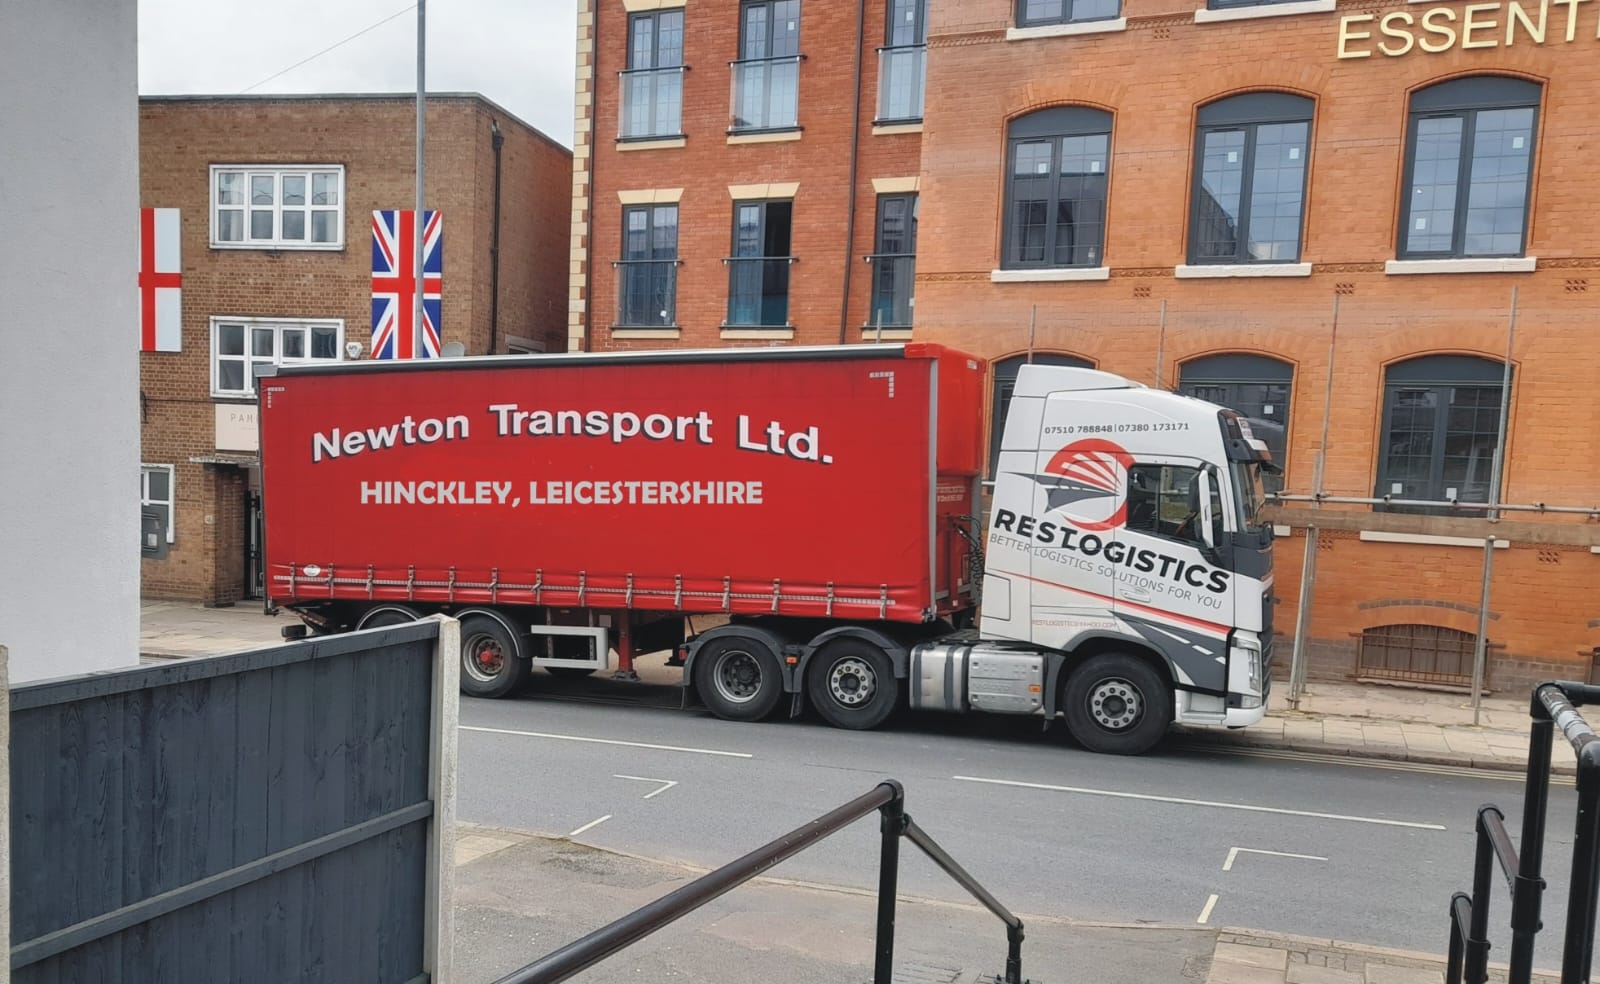 ESSENT
Newton Transport Ltd.
HINCKLEY, LEICESTERSHIRE
07510 788848 | 07380 173171
RESTLOGISTICS
BETTER LOGISTICS SOLUTIONS FOR YOU